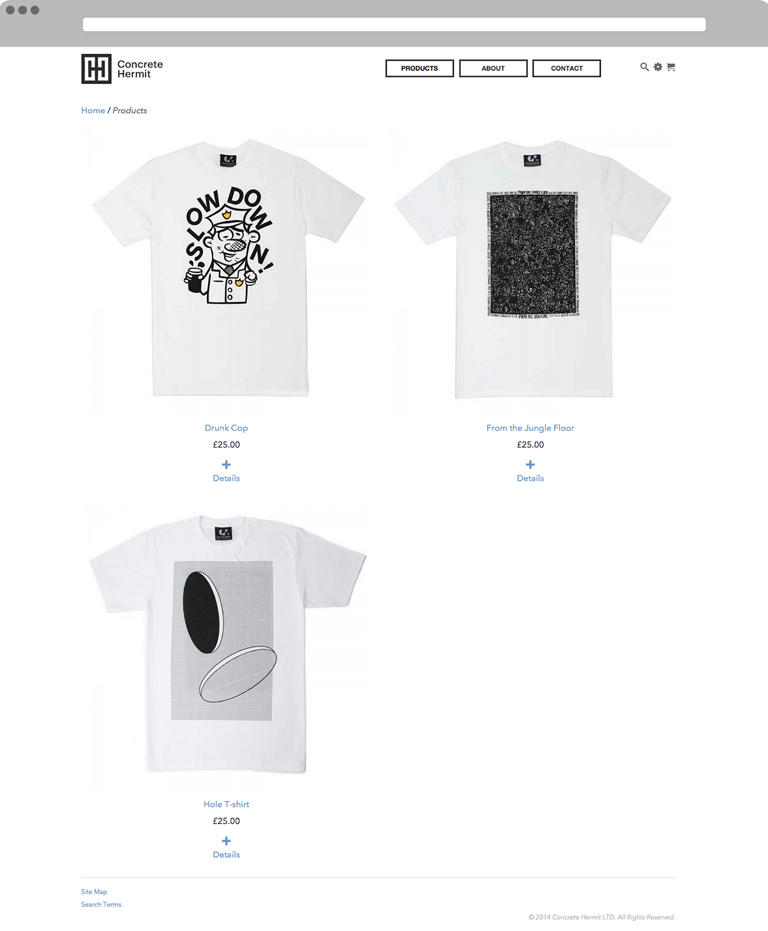 Concrete
Hermit
PRODUCTS
ABOUT
CONTACT
Home / Products
SLOW DOWN!
Drunk Cop
£25.00
+
Details
From the Jungle Floor
£25.00
+
Details
Hole T-shirt
£25.00
+
Details
Site Map
Search Terms
© 2014 Concrete Hermit LTD. All Rights Reserved.